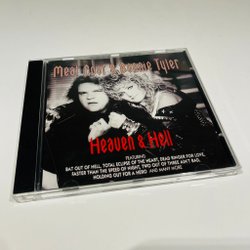 Meat Loaf & Bonnie Tyler
Heaven & Hell
FEATURING
BAT OUT OF HELL, TOTAL ECLIPSE OF THE HEART, DEAD RINGER FOR LOVE,
FASTER THAN THE SPEED OF NIGHT, TWO OUT OF THREE AIN'T BAD,
HOLDING OUT FOR A HERO AND MANY MORE